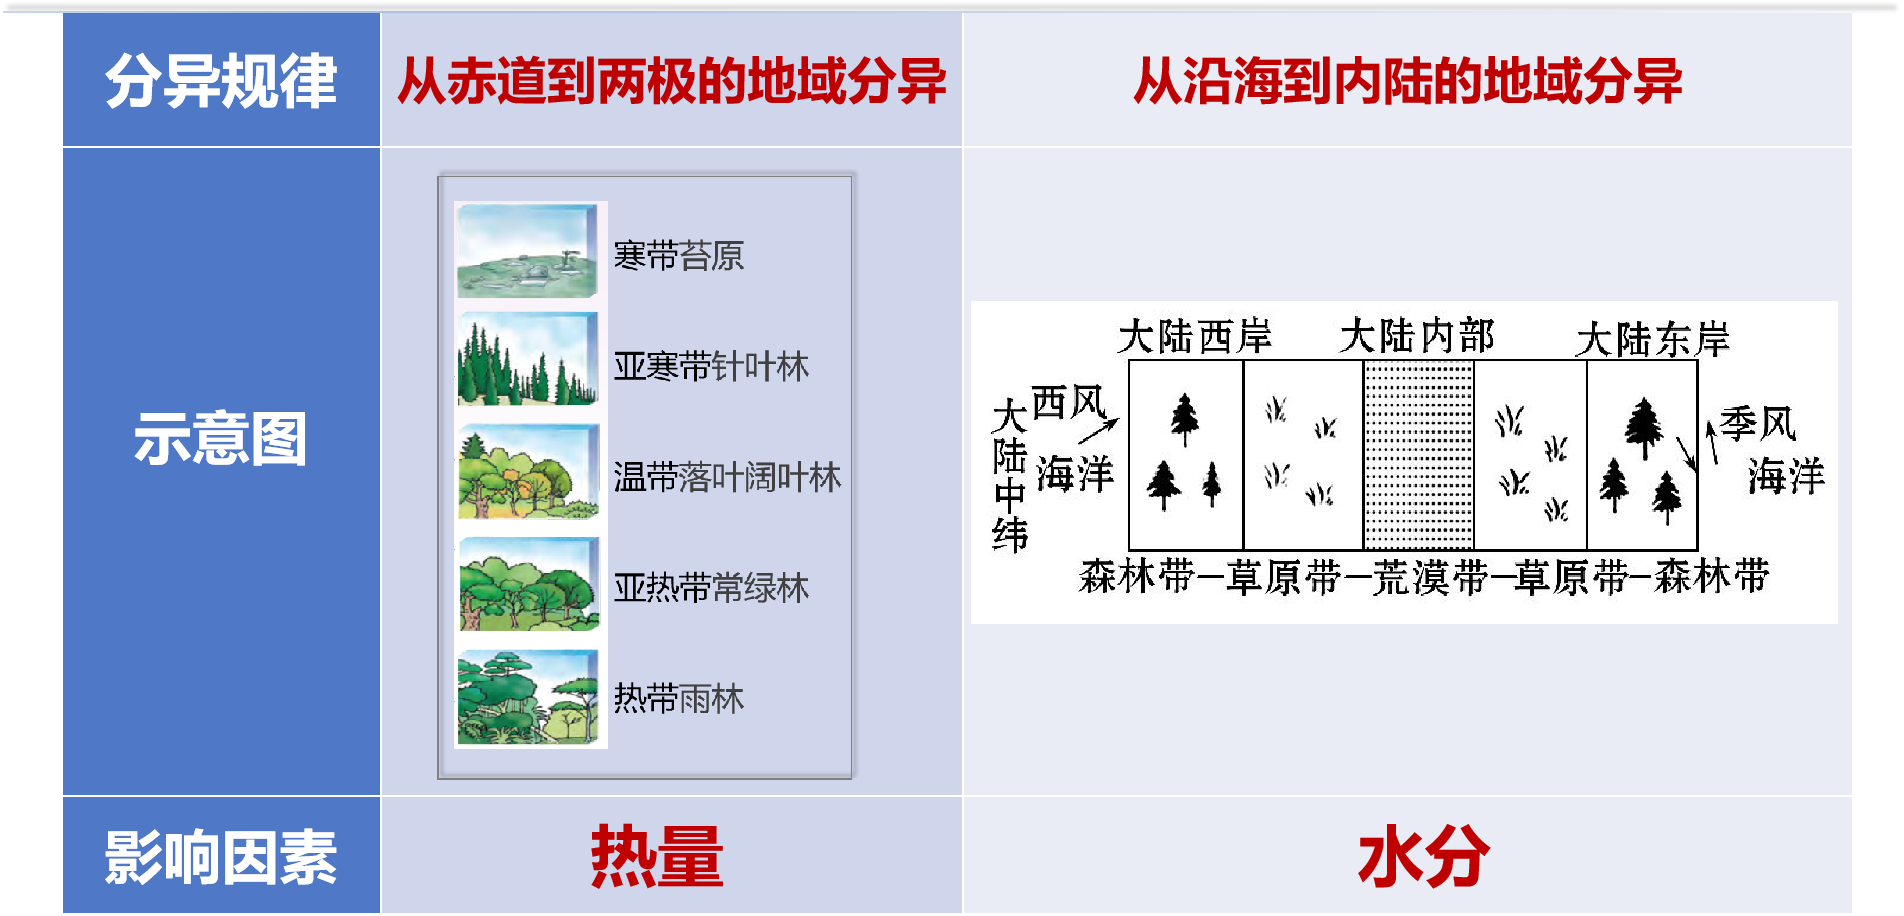 分异规律
从赤道到两极的地域分异
从沿海到内陆的地域分异
示意图
寒带苔原
亚寒带针叶林
温带落叶阔叶林
亚热带常绿林
热带雨林
大陆西岸
大陆内部
大陆东岸
大陆中纬
西风
海洋
季风
海洋
森林带—草原带—荒漠带—草原带—森林带
影响因素
热量
水分